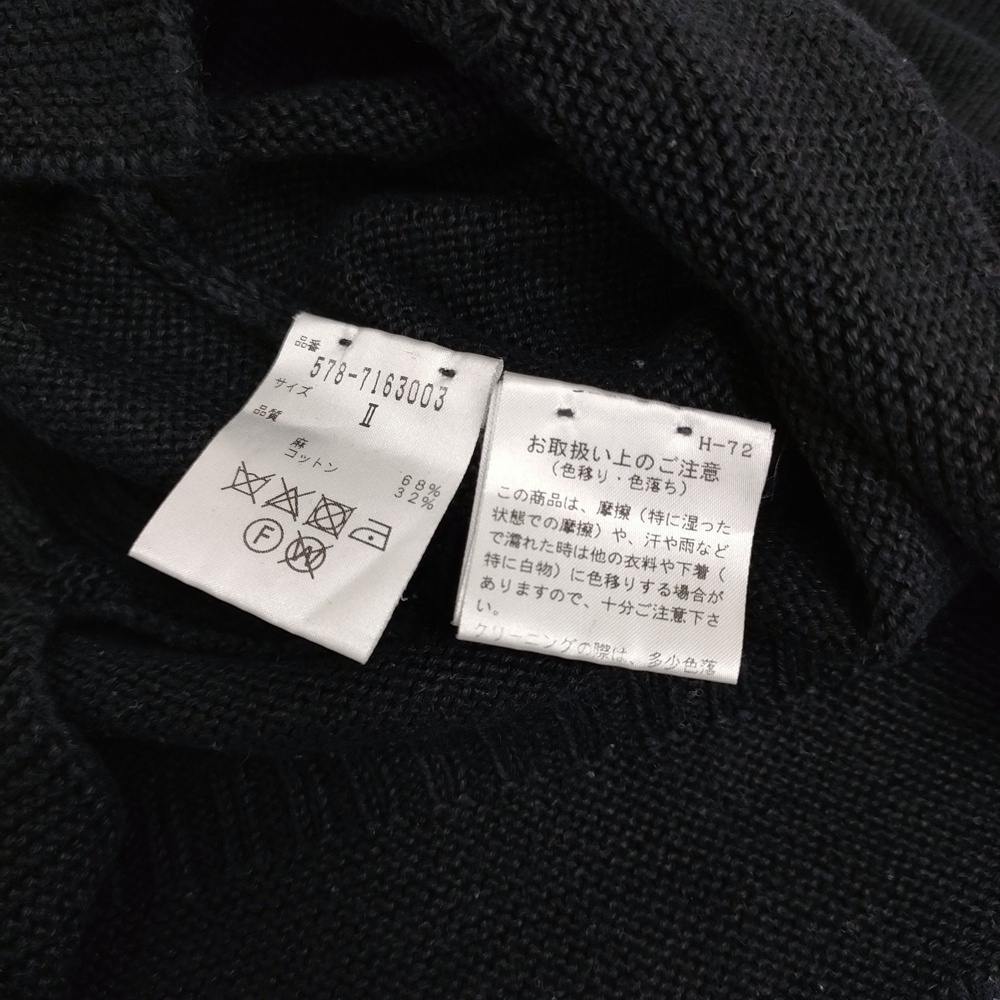 品番
578-7163003
サイズ
Ⅱ
品質
麻 68%
コットン 32%
F
W
H-72
お取扱い上のご注意
(色移り・色落ち)
この商品は、摩擦(特に湿った
状態での摩擦)や、汗や雨など
で濡れた時は他の衣料や下着(
特に白物)に色移りする場合が
ありますので、十分ご注意下さ
い。
クリーニングの際は、多少色落